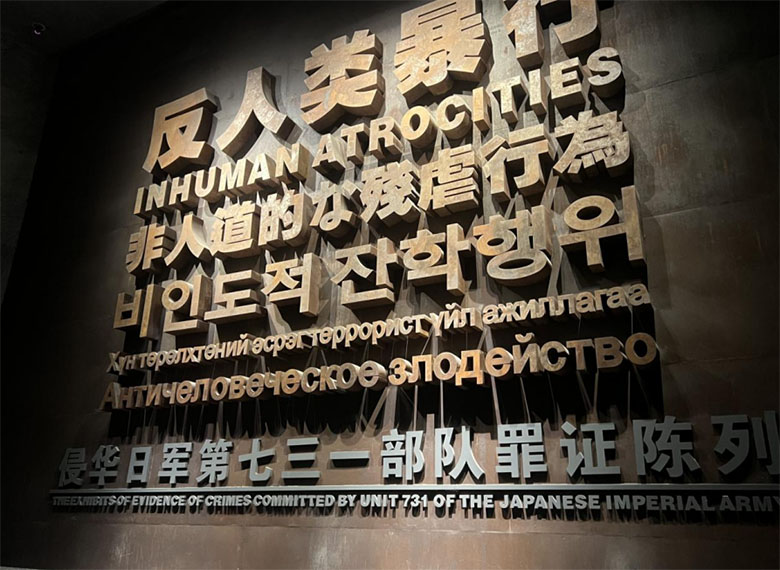 反人类暴行
INHUMAN ATROCITIES
非人道的な残虐行為
비인도적 잔학행위
Хүн төрөлхтөний эсрэг террорист үйл ажиллагаа
Античеловеческое злодейство
侵华日军第七三一部队罪证陈列
THE EXHIBITS OF EVIDENCE OF CRIMES COMMITTED BY UNIT 731 OF THE JAPANESE IMPERIAL ARMY